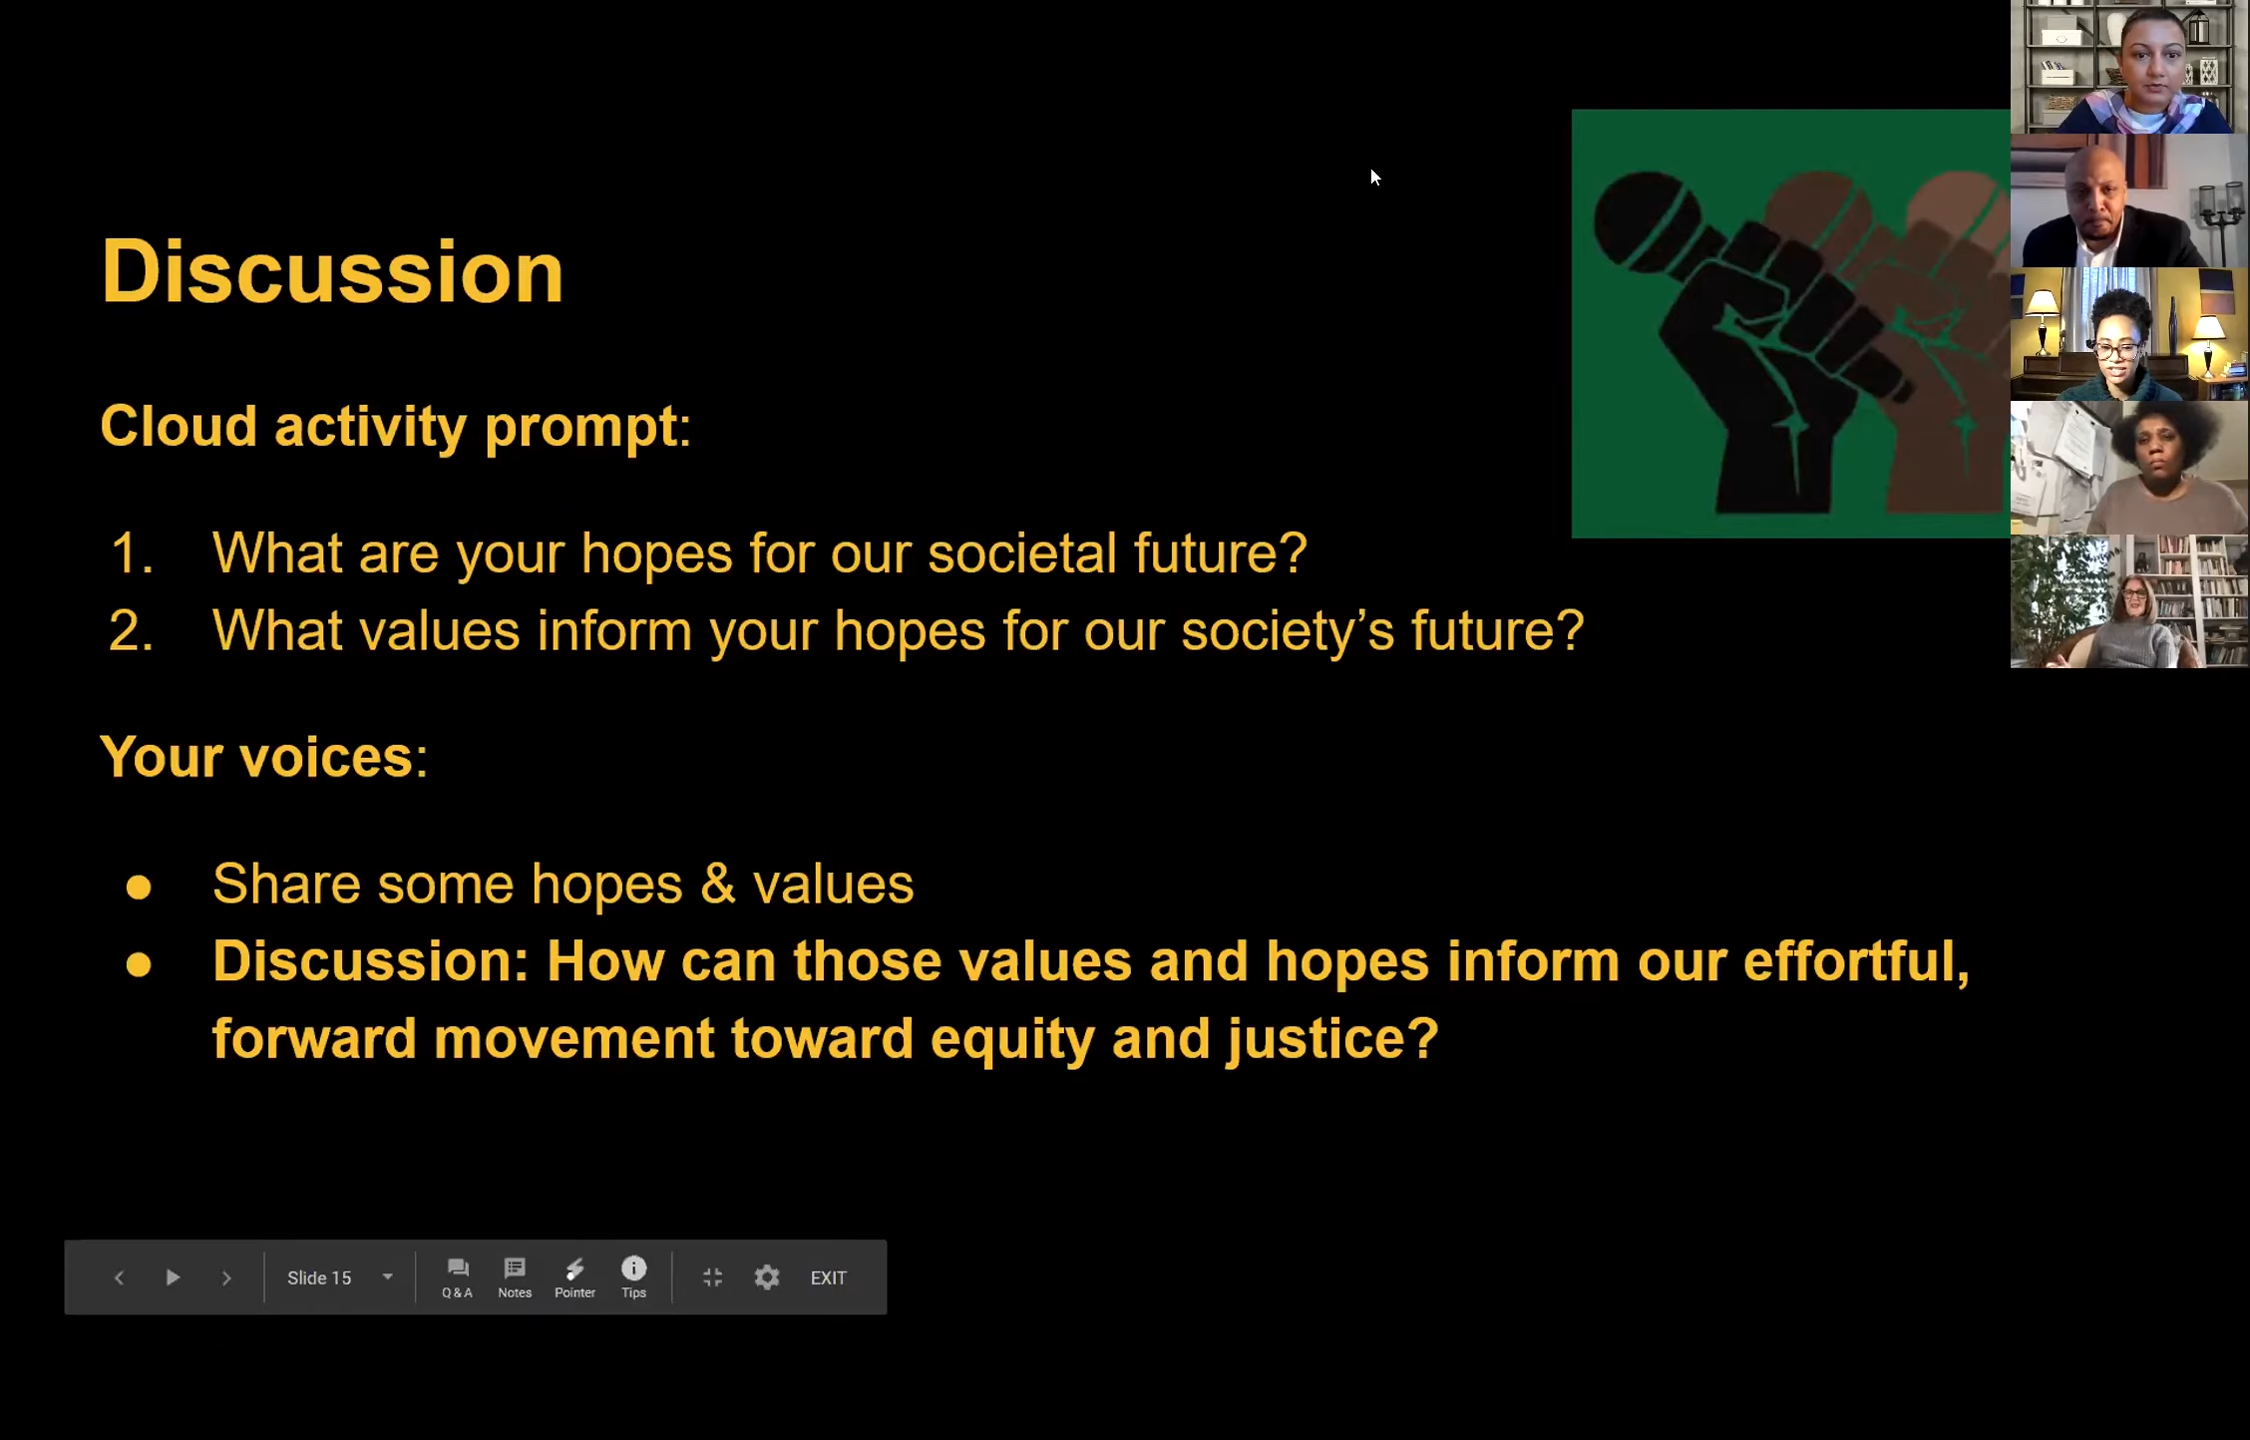 Discussion
Cloud activity prompt:
1. What are your hopes for our societal future?
2. What values inform your hopes for our society’s future?
Your voices:
● Share some hopes & values
● Discussion: How can those values and hopes inform our effortful,
forward movement toward equity and justice?
Slide 15
Q & A
Notes
Pointer
Tips
EXIT